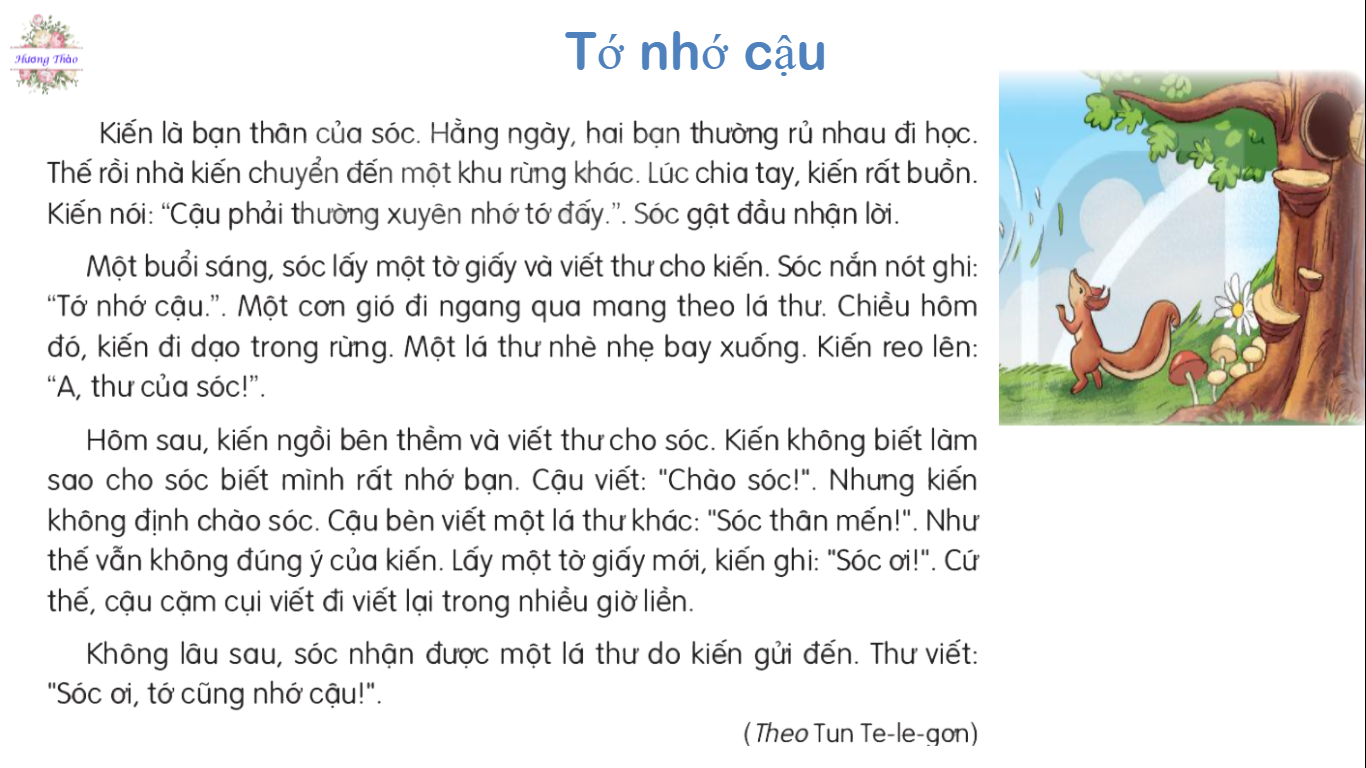 Hương Thảo
Tớ nhớ cậu
Kiến là bạn thân của sóc. Hằng ngày, hai bạn thường rủ nhau đi học.
Thế rồi nhà kiến chuyển đến một khu rừng khác. Lúc chia tay, kiến rất buồn.
Kiến nói: “Cậu phải thường xuyên nhớ tớ đấy.”. Sóc gật đầu nhận lời.
Một buổi sáng, sóc lấy một tờ giấy và viết thư cho kiến. Sóc nắn nót ghi:
“Tớ nhớ cậu.”. Một cơn gió đi ngang qua mang theo lá thư. Chiều hôm
đó, kiến đi dạo trong rừng. Một lá thư nhè nhẹ bay xuống. Kiến reo lên:
“A, thư của sóc!”.
Hôm sau, kiến ngồi bên thềm và viết thư cho sóc. Kiến không biết làm
sao cho sóc biết mình rất nhớ bạn. Cậu viết: "Chào sóc!". Nhưng kiến
không định chào sóc. Cậu bèn viết một lá thư khác: "Sóc thân mến!". Như
thế vẫn không đúng ý của kiến. Lấy một tờ giấy mới, kiến ghi: "Sóc ơi!". Cứ
thế, cậu cặm cụi viết đi viết lại trong nhiều giờ liền.
Không lâu sau, sóc nhận được một lá thư do kiến gửi đến. Thư viết:
"Sóc ơi, tớ cũng nhớ cậu!".
(Theo Tun Te-le-gơn)